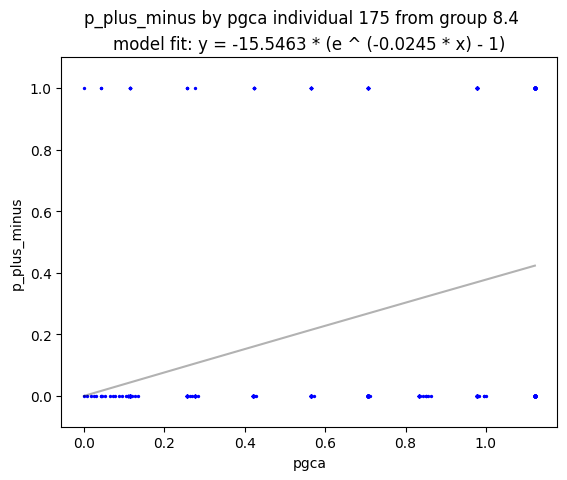 p_plus_minus by pgca individual 175 from group 8.4
model fit: y = -15.5463 * (e ^ (-0.0245 * x) - 1)
1.0
0.8
0.6
0.4
0.2
0.0
p_plus_minus
0.0 0.2 0.4 0.6 0.8 1.0
pgca